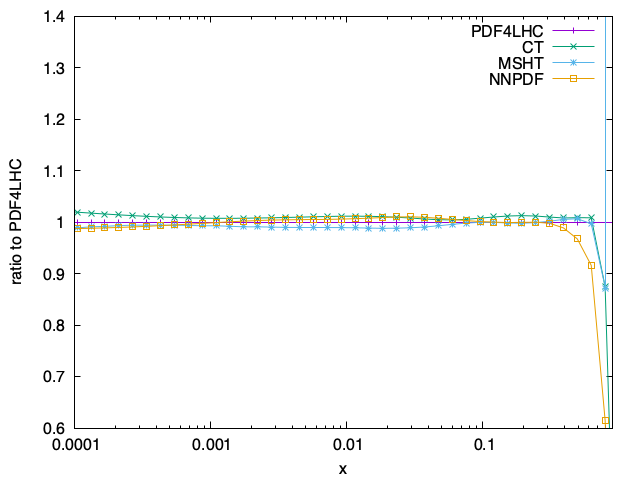 1.4
1.3
1.2
1.1
1
0.9
0.8
0.7
0.6
ratio to PDF4LHC
PDF4LHC
CT
MSHT
NNPDF
0.0001
0.001
0.01
0.1
x